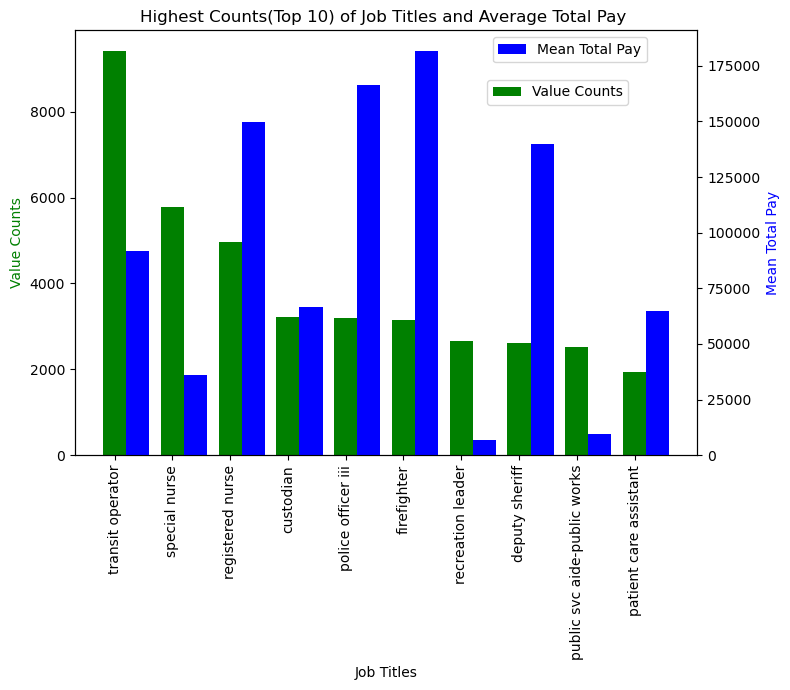 Highest Counts(Top 10) of Job Titles and Average Total Pay
Mean Total Pay
Value Counts
Value Counts
8000
6000
4000
2000
0
175000
150000
125000
100000
75000
50000
25000
0
Mean Total Pay
transit operator
special nurse
registered nurse
custodian
police officer iii
firefighter
recreation leader
deputy sheriff
public svc aide-public works
patient care assistant
Job Titles